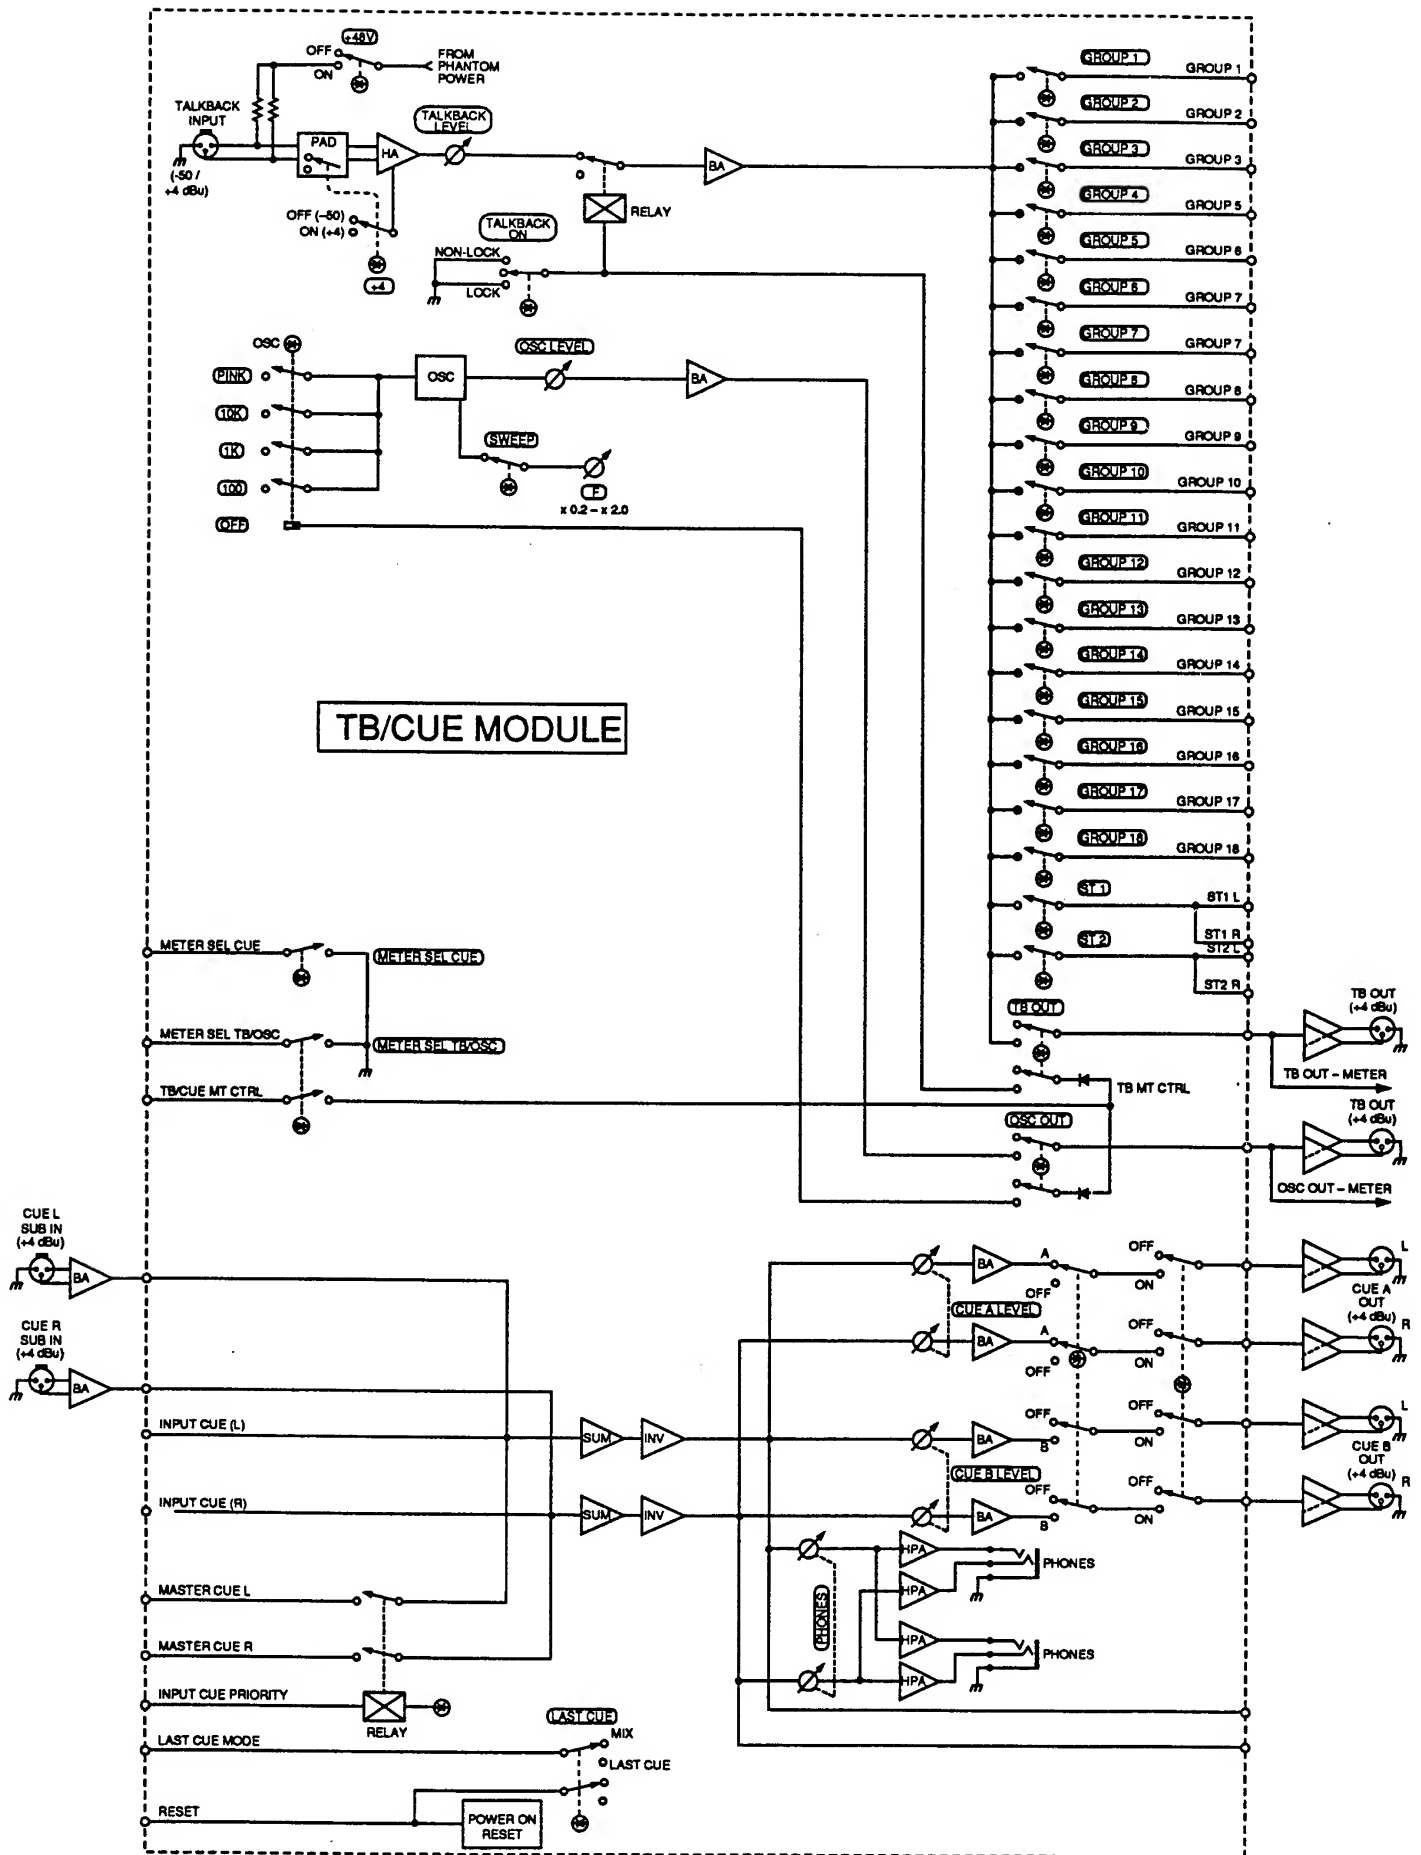 +48V
OFF
ON
FROM
PHANTOM
POWER
TALKBACK
INPUT
(-50 /
+4 dBu)
PAD
HA
TALKBACK
LEVEL
OFF (-50)
ON (+4)
+4
RELAY
BA
TALKBACK
ON
NON-LOCK
LOCK
OSC
PINK
10K
1K
100
OFF
OSC
OSC LEVEL
BA
SWEEP
F
x 0.2 – x 2.0
GROUP 1
GROUP 1
GROUP 2
GROUP 2
GROUP 3
GROUP 3
GROUP 4
GROUP 5
GROUP 5
GROUP 6
GROUP 6
GROUP 7
GROUP 7
GROUP 7
GROUP 8
GROUP 8
GROUP 9
GROUP 9
GROUP 10
GROUP 10
GROUP 11
GROUP 11
GROUP 12
GROUP 12
GROUP 13
GROUP 13
GROUP 14
GROUP 14
GROUP 15
GROUP 15
GROUP 16
GROUP 16
GROUP 17
GROUP 17
GROUP 18
GROUP 18
ST 1
ST1 L
ST1 R
ST 2
ST2 L
ST2 R
TB/CUE MODULE
METER SEL CUE
METER SEL CUE
METER SEL TB/OSC
METER SEL TB/OSC
TB/CUE MT CTRL
TB OUT
TB MT CTRL
OSC OUT
TB OUT
(+4 dBu)
TB OUT – METER
TB OUT
(+4 dBu)
OSC OUT – METER
CUE L
SUB IN
(+4 dBu)
BA
CUE R
SUB IN
(+4 dBu)
BA
INPUT CUE (L)
SUM
INV
INPUT CUE (R)
SUM
INV
MASTER CUE L
MASTER CUE R
INPUT CUE PRIORITY
RELAY
LAST CUE MODE
LAST CUE
MIX
LAST CUE
RESET
POWER ON
RESET
BA
A
OFF
OFF
ON
L
CUE A LEVEL
BA
A
OFF
OFF
ON
CUE A
OUT
(+4 dBu)
R
BA
OFF
B
OFF
ON
L
CUE B LEVEL
BA
OFF
B
OFF
ON
CUE B
OUT
(+4 dBu)
R
PHONES
HPA
HPA
PHONES
HPA
HPA
PHONES